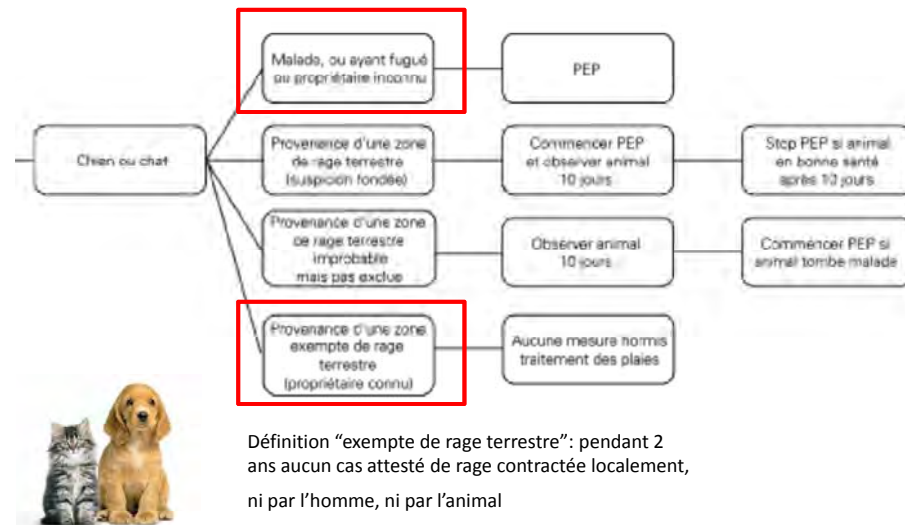 Malade, ou ayant fugué
ou propriétaire inconnu
PEP
Chien ou chat
Provenance d'une zone
de rage terrestre
(suspicion fondée)
Commencer PEP
et observer animal
10 jours
Stop PEP si animal
en bonne santé
après 10 jours
Provenance d'une zone
de rage terrestre
improbable
mais pas exclue
Observer animal
10 jours
Commencer PEP si
animal tombe malade
Provenance d'une zone
exempte de rage
terrestre
(propriétaire connu)
Aucune mesure hormis
traitement des plaies
Définition “exempte de rage terrestre”: pendant 2
ans aucun cas attesté de rage contractée localement,
ni par l’homme, ni par l’animal